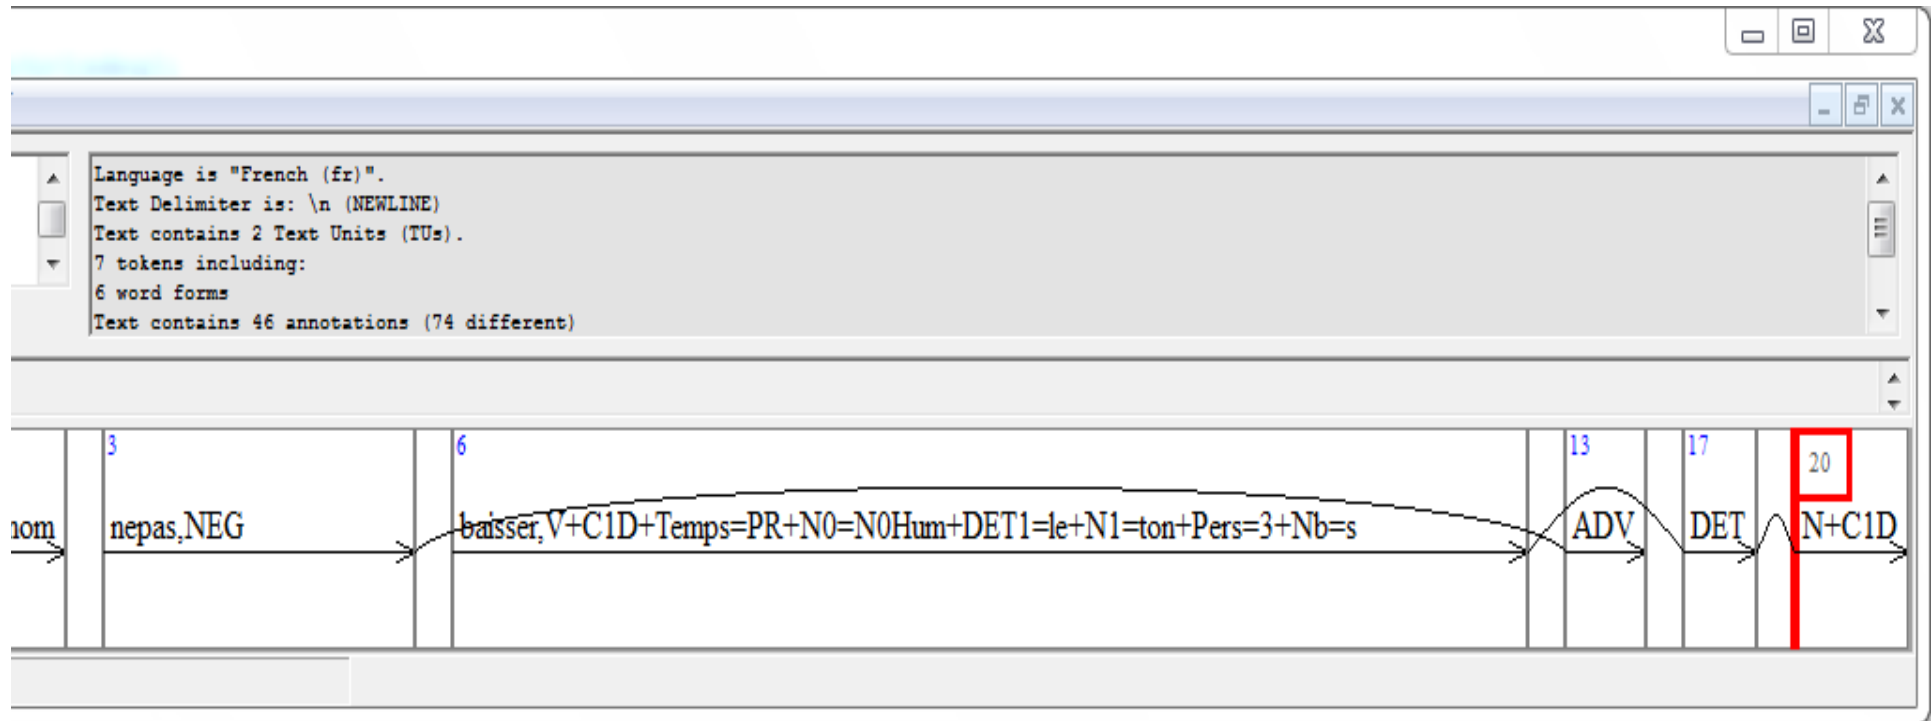 Language is "French (fr)".
Text Delimiter is: \n (NEWLINE)
Text contains 2 Text Units (TUs).
7 tokens including:
6 word forms
Text contains 46 annotations (74 different)
3 6 13 17 20
nom nepas,NEG baisser,V+C1D+Temps=PR+N0=N0Hum+DET1=le+N1=ton+Pers=3+Nb=s ADV DET N+C1D